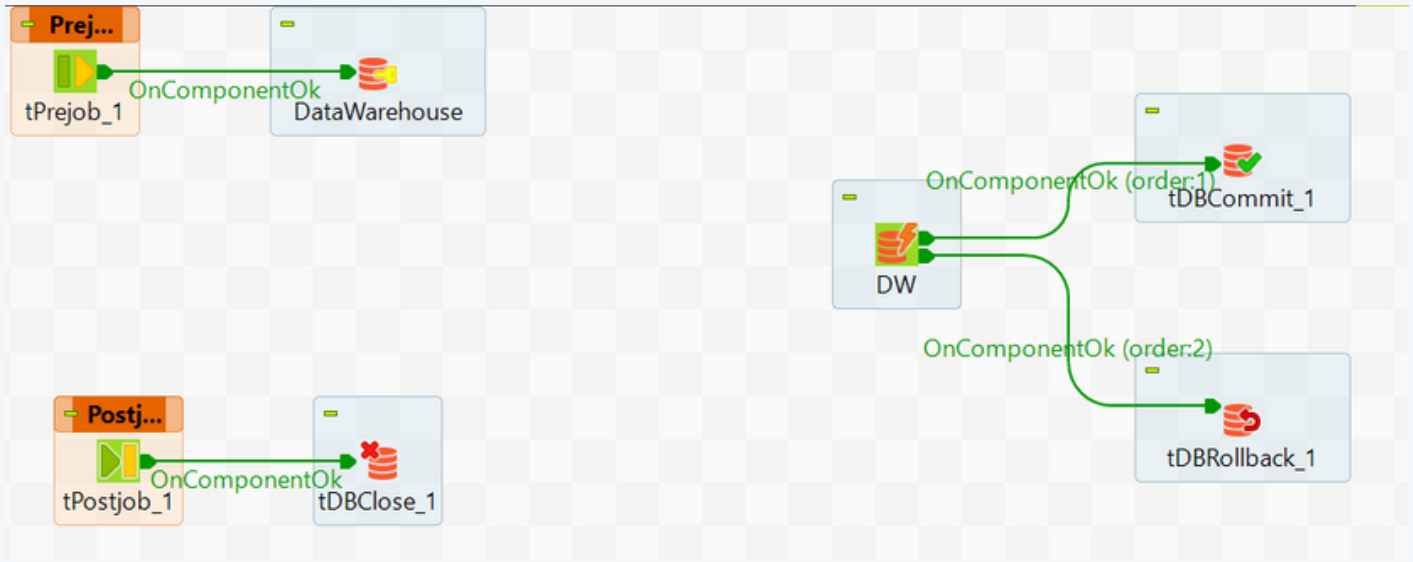 Prej...
OnComponentOk
tPrejob_1
DataWarehouse
OnComponentOk (order:1)
tDBCommit_1
DW
OnComponentOk (order:2)
tDBRollback_1
Postj...
OnComponentOk
tPostjob_1
tDBClose_1